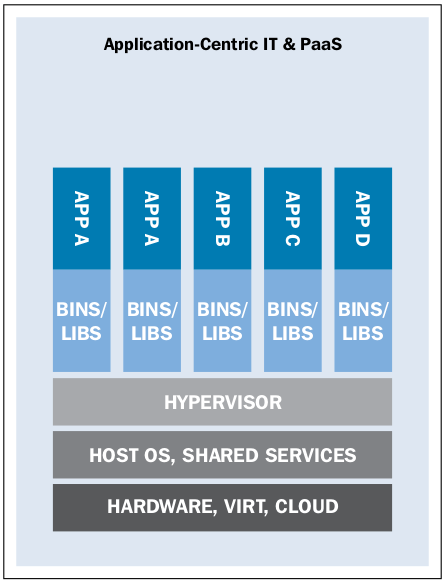 Application-Centric IT & PaaS
APP A
APP A
APP B
APP C
APP D
BINS/
LIBS
BINS/
LIBS
BINS/
LIBS
BINS/
LIBS
BINS/
LIBS
HYPERVISOR
HOST OS, SHARED SERVICES
HARDWARE, VIRT, CLOUD